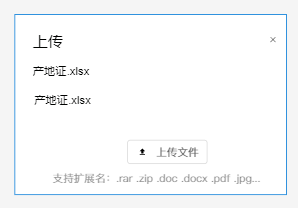 上传
×
产地证.xlsx
产地证.xlsx
上传文件
支持扩展名：.rar .zip .doc .docx .pdf .jpg...